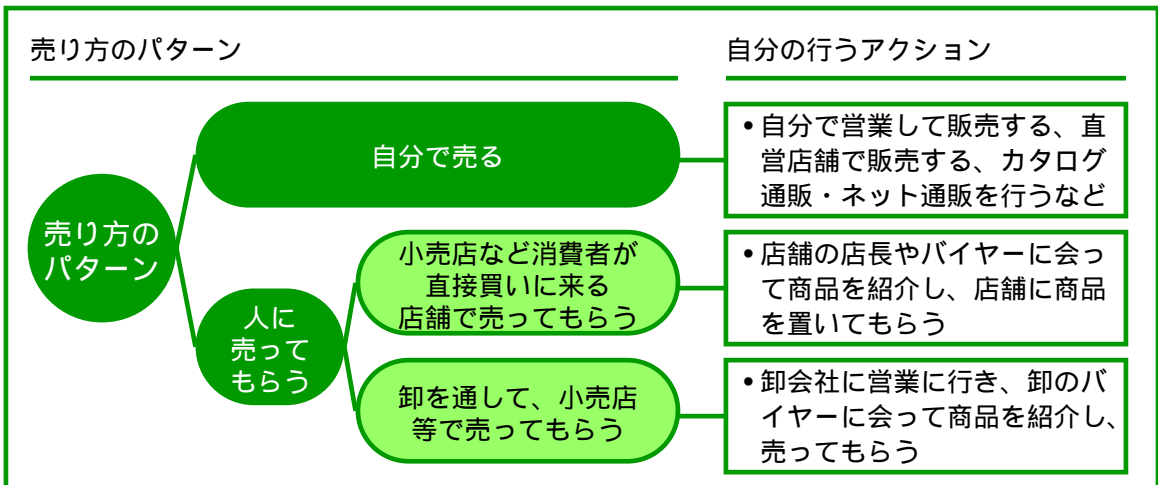 売り方のパターン
自分の行うアクション
売り方の
パターン
自分で売る
•自分で営業して販売する、直
営店舗で販売する、カタログ
通販・ネット通販を行うなど
人に
売って
もらう
小売店など消費者が
直接買いに来る
店舗で売ってもらう
•店舗の店長やバイヤーに会っ
て商品を紹介し、店舗に商品
を置いてもらう
卸を通して、小売店
等で売ってもらう
•卸会社に営業に行き、卸のバ
イヤーに会って商品を紹介し、
売ってもらう